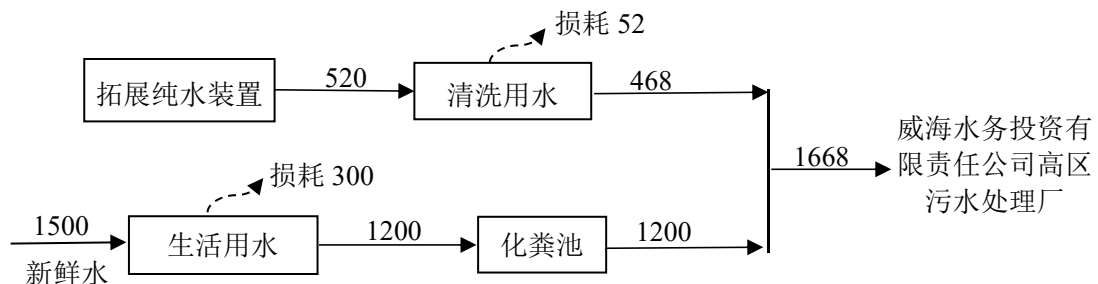 损耗 52
拓展纯水装置
520
清洗用水
468
威海水务投资有
限责任公司高区
污水处理厂
1668
损耗 300
1500
新鲜水
生活用水
1200
化粪池
1200